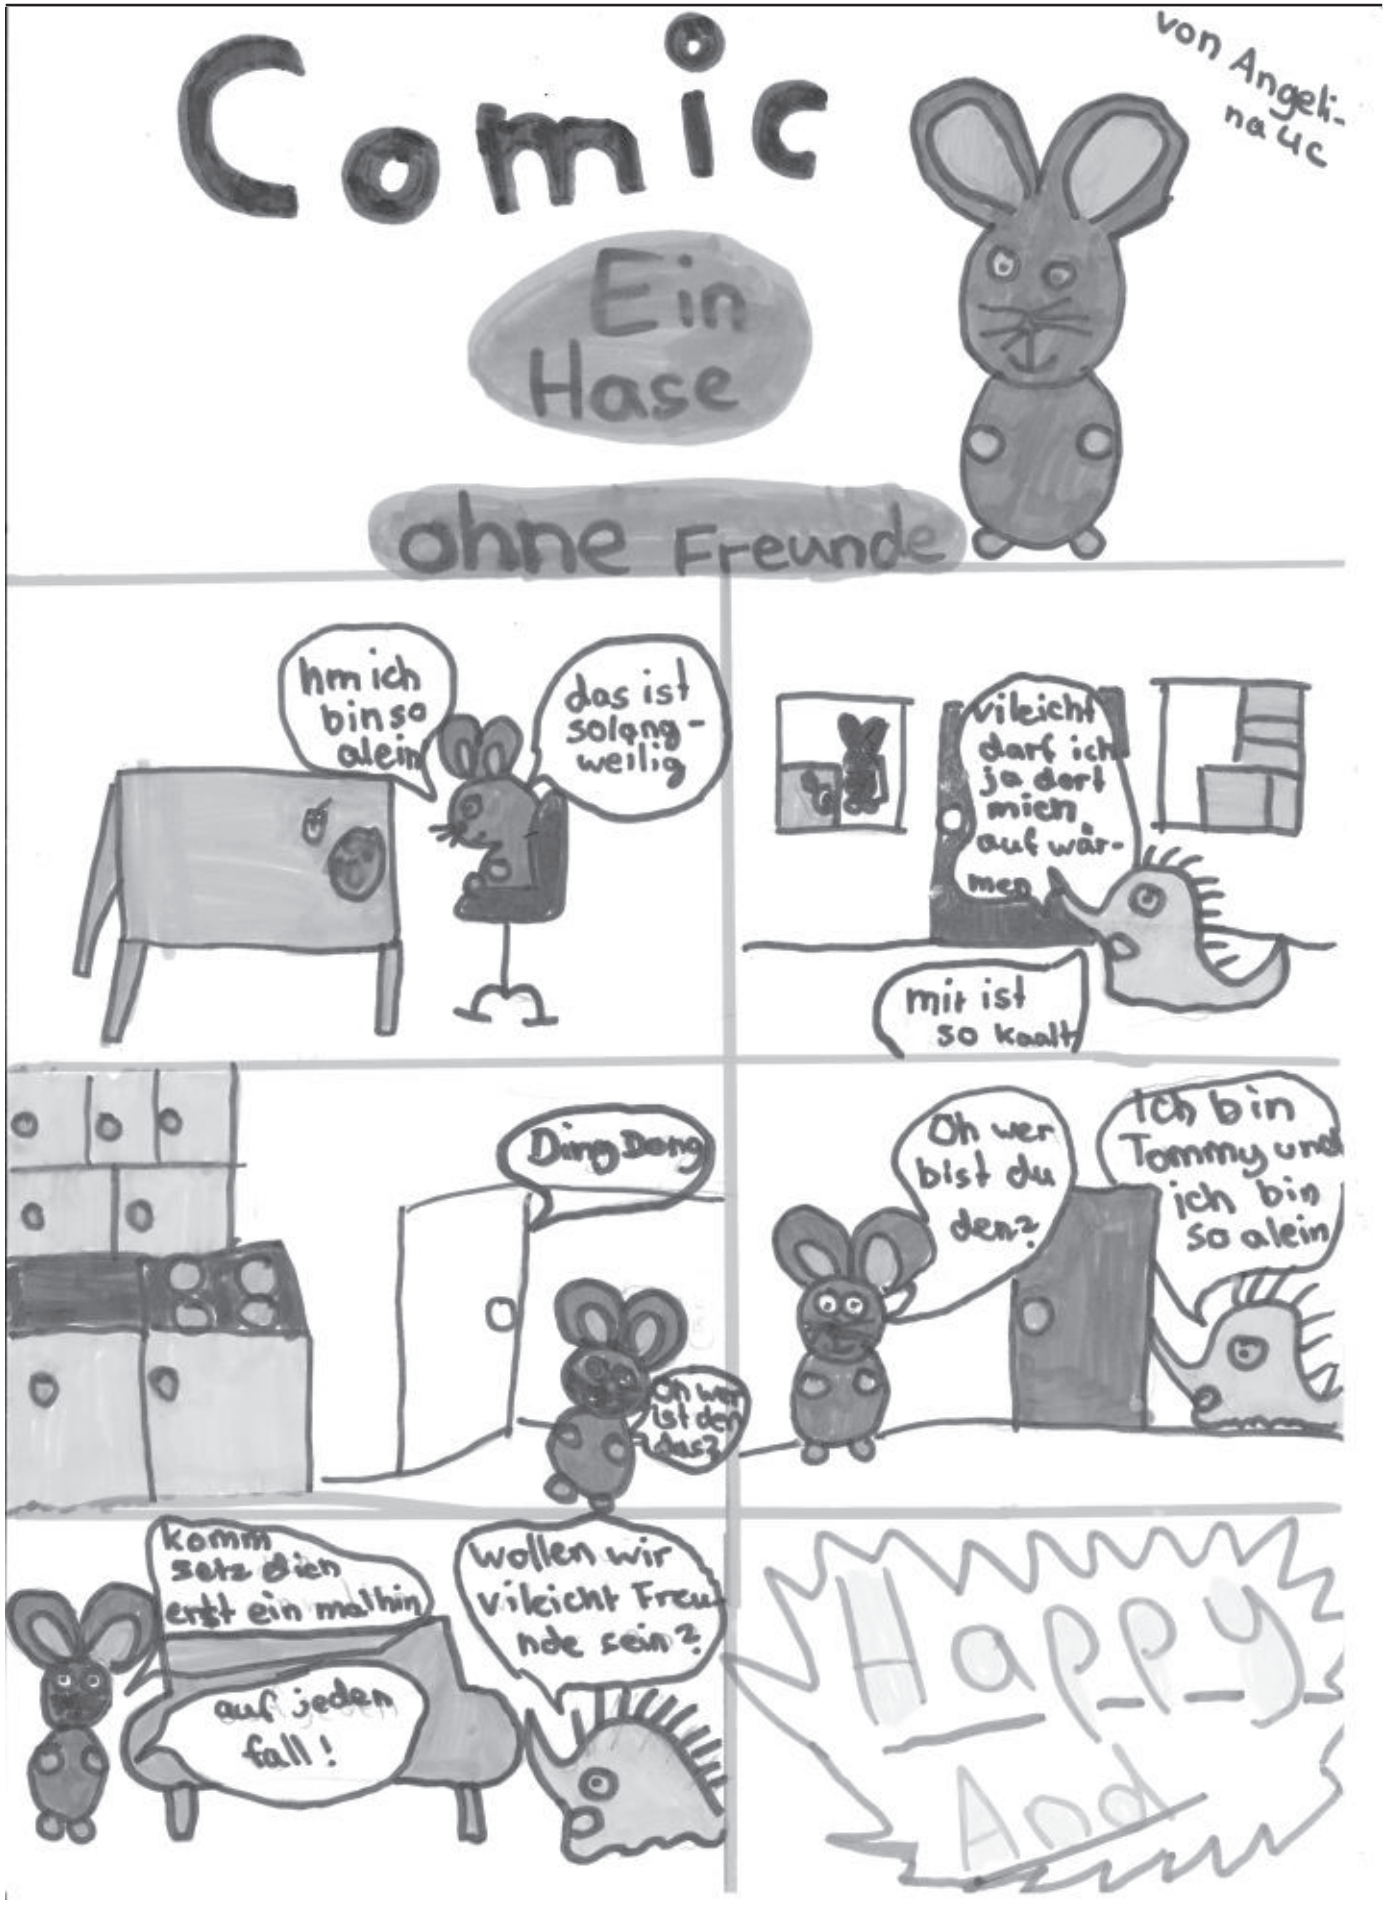 Comic
von Angeli-
na 4c
Ein
Hase
ohne Freunde
hm ich
bin so
alein
das ist
solang-
weilig
vileicht
darf ich
ja dort
mich
auf wär-
men
mir ist
so kaalt
Ding Dong
Oh wer
ist den
das?
Oh wer
bist du
den?
Ich bin
Tommy und
ich bin
so alein
komm
setz dich
erst ein mal hin
wollen wir
vileicht Freu
nde sein?
auf jeden
fall!
Happy
And